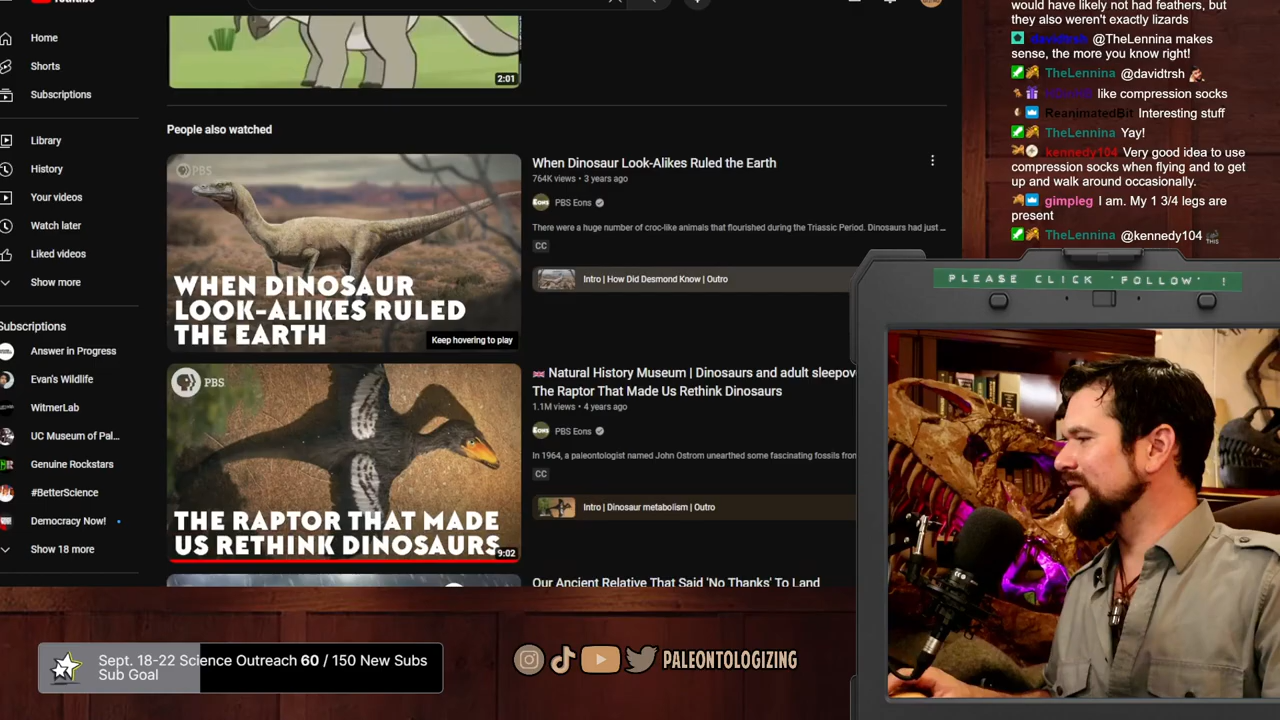 Home
Shorts
Subscriptions
Library
History
Your videos
Watch later
Liked videos
Show more
Subscriptions
Answer in Progress
Evan's Wildlife
WitmerLab
UC Museum of Pal...
Genuine Rockstars
#BetterScience
Democracy Now!
Show 18 more
2:01
People also watched
PBS
WHEN DINOSAUR
LOOK-ALIKES RULED
THE EARTH
Keep hovering to play
When Dinosaur Look-Alikes Ruled the Earth
764K views • 3 years ago
EONS PBS Eons
There were a huge number of croc-like animals that flourished during the Triassic Period. Dinosaurs had just ...
CC
Intro | How Did Desmond Know | Outro
PBS
THE RAPTOR THAT MADE
US RETHINK DINOSAURS
9:02
Natural History Museum | Dinosaurs and adult sleepov
The Raptor That Made Us Rethink Dinosaurs
1.1M views • 4 years ago
EONS PBS Eons
In 1964, a paleontologist named John Ostrom unearthed some fascinating fossils from
CC
Intro | Dinosaur metabolism | Outro
Our Ancient Relative That Said 'No Thanks' To Land
would have likely not had feathers, but
they also weren't exactly lizards
davidtrsh @TheLennina makes
sense, the more you know right!
TheLennina @davidtrsh
like compression socks
ReanimatedBit Interesting stuff
TheLennina Yay!
kennedy104 Very good idea to use
compression socks when flying and to get
up and walk around occasionally.
gimpleg I am. My 1 3/4 legs are
present
TheLennina @kennedy104 THIS
PLEASE CLICK 'FOLLOW' !
Sept. 18-22 Science Outreach 60 / 150 New Subs
Sub Goal
PALEONTOLOGIZING